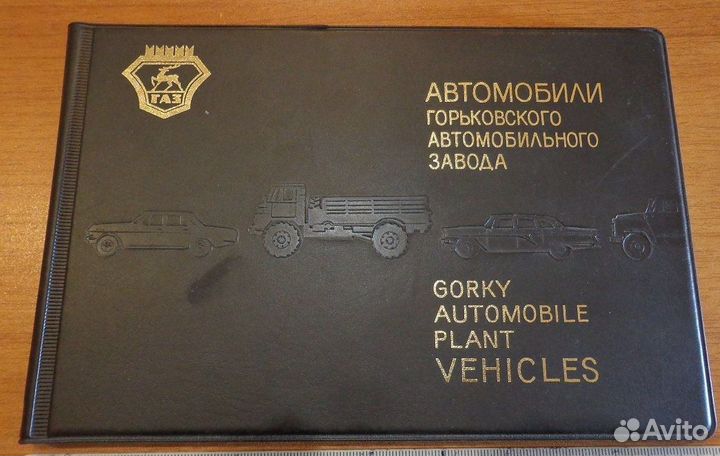 ГАЗ
АВТОМОБИЛИ
ГОРЬКОВСКОГО
АВТОМОБИЛЬНОГО
ЗАВОДА
GORKY
AUTOMOBILE
PLANT
VEHICLES
Avito